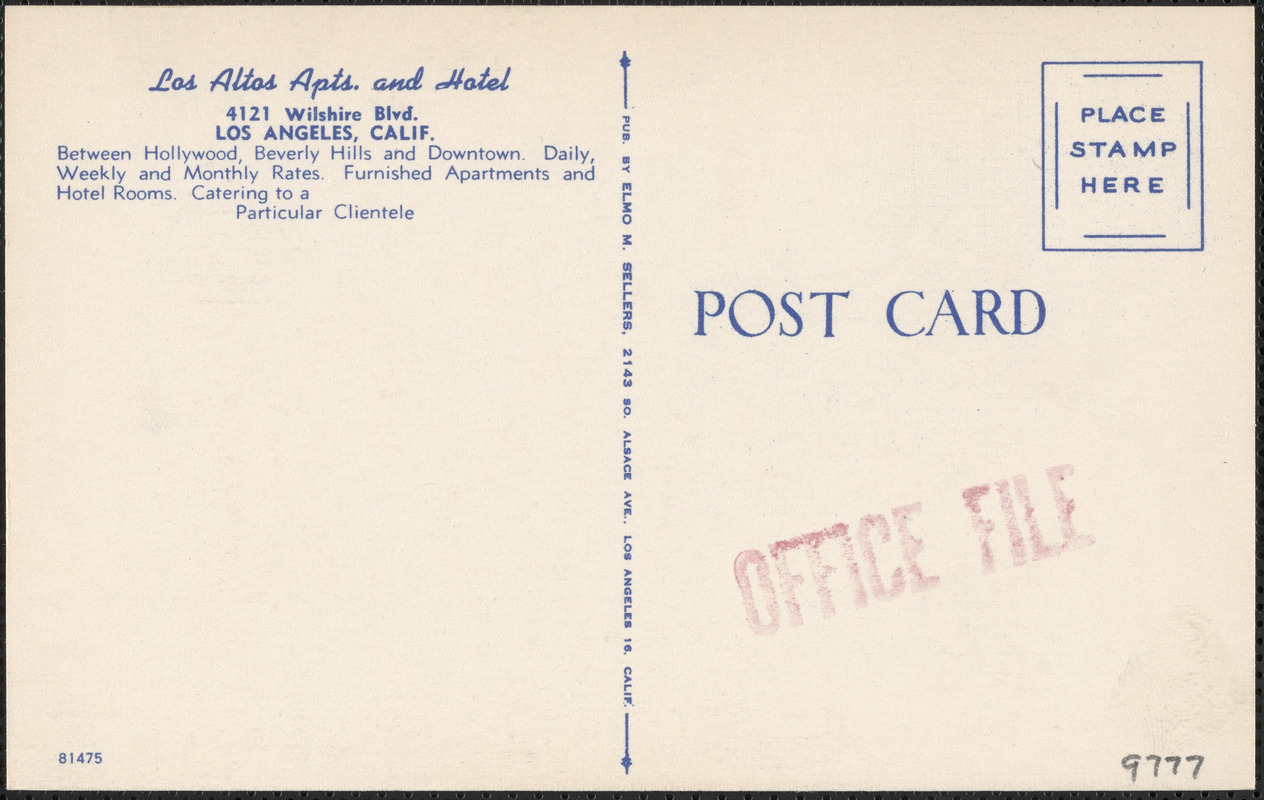 Los Altos Apts. and Hotel
4121 Wilshire Blvd.
LOS ANGELES, CALIF.
Between Hollywood, Beverly Hills and Downtown. Daily,
Weekly and Monthly Rates. Furnished Apartments and
Hotel Rooms. Catering to a
Particular Clientele
81475
PUB. BY ELMO M. SELLERS, 2143 SO. ALSACE AVE., LOS ANGELES 16, CALIF.
PLACE
STAMP
HERE
POST CARD
OFFICE FILE
9777